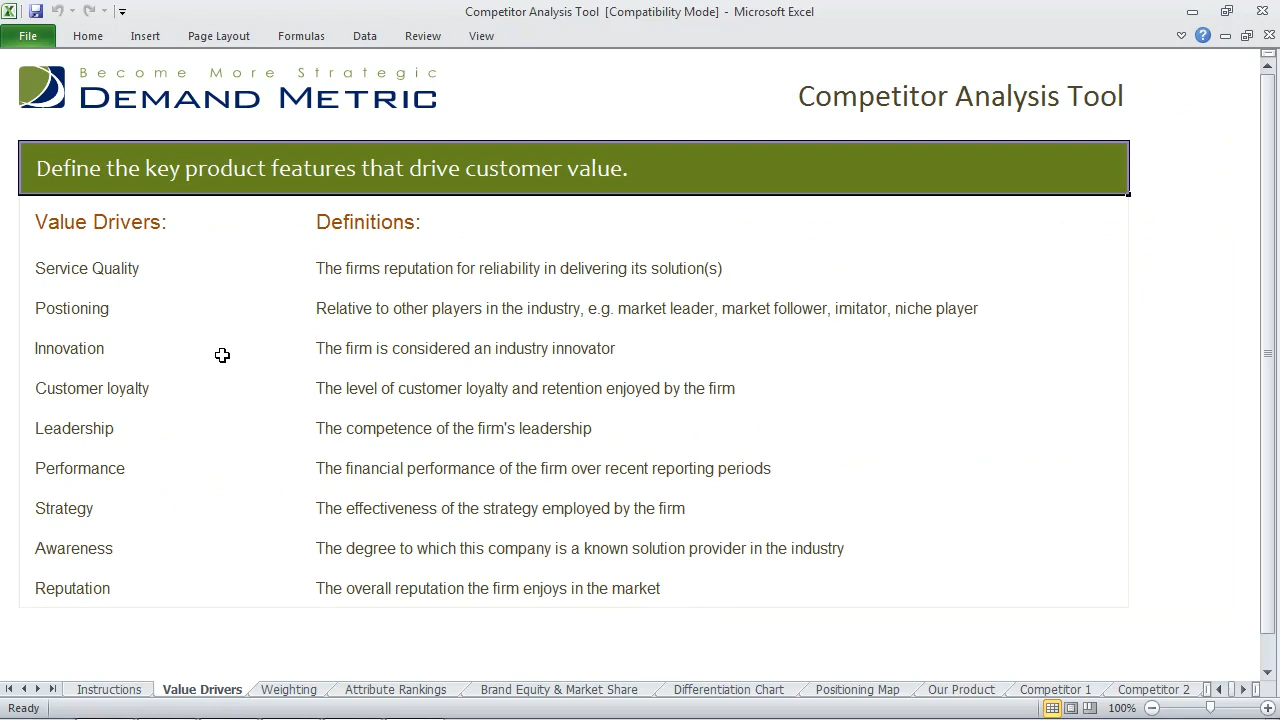 Competitor Analysis Tool [Compatibility Mode] - Microsoft Excel
File Home Insert Page Layout Formulas Data Review View
Become More Strategic
DEMAND METRIC
Competitor Analysis Tool
Define the key product features that drive customer value.
Value Drivers: Definitions:
Service Quality The firms reputation for reliability in delivering its solution(s)
Postioning Relative to other players in the industry, e.g. market leader, market follower, imitator, niche player
Innovation The firm is considered an industry innovator
Customer loyalty The level of customer loyalty and retention enjoyed by the firm
Leadership The competence of the firm's leadership
Performance The financial performance of the firm over recent reporting periods
Strategy The effectiveness of the strategy employed by the firm
Awareness The degree to which this company is a known solution provider in the industry
Reputation The overall reputation the firm enjoys in the market
Instructions Value Drivers Weighting Attribute Rankings Brand Equity & Market Share Differentiation Chart Positioning Map Our Product Competitor 1 Competitor 2
Ready 100%